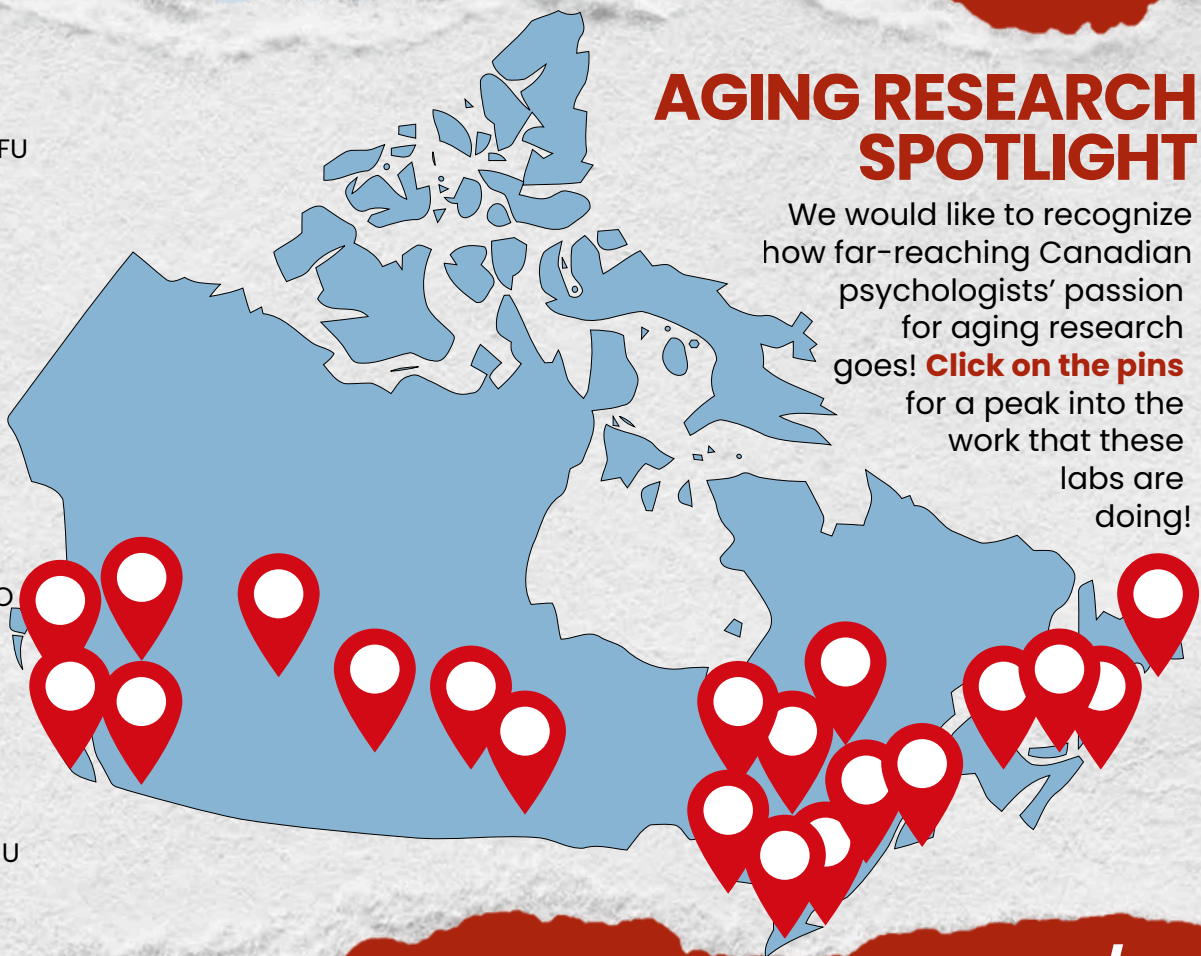 AGING RESEARCH
SPOTLIGHT
We would like to recognize
how far-reaching Canadian
psychologists’ passion
for aging research
goes! Click on the pins
for a peak into the
work that these
labs are
doing!
FU
O
U